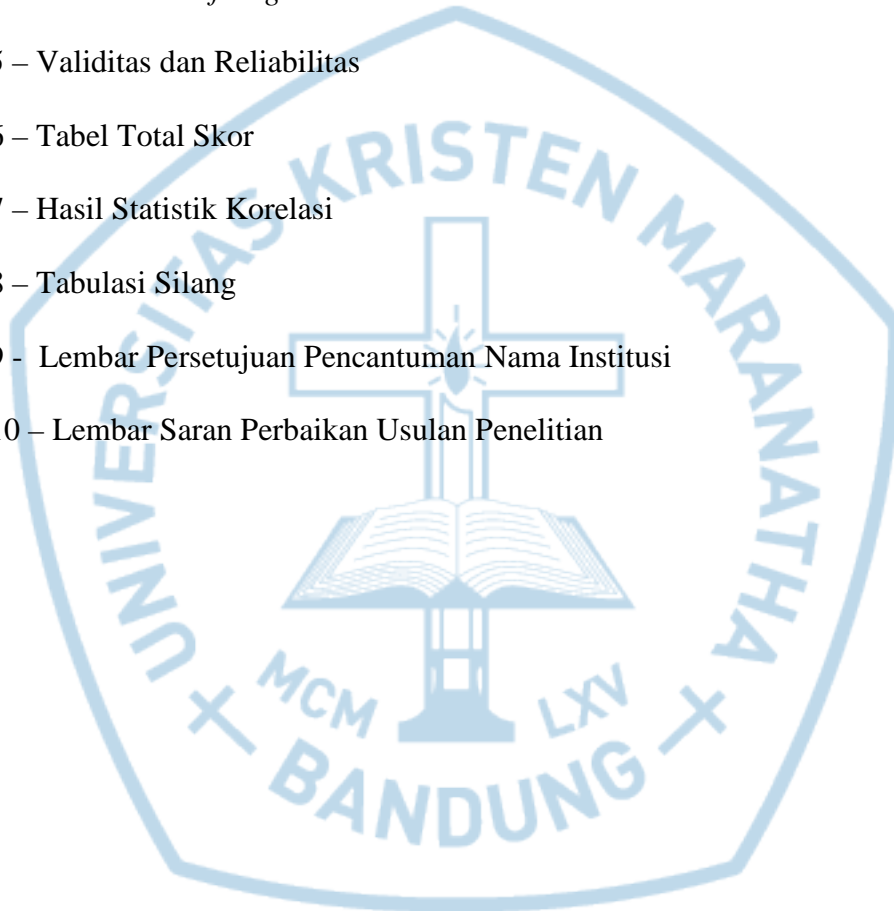 5 – Validitas dan Reliabilitas
6 – Tabel Total Skor
7 – Hasil Statistik Korelasi
8 – Tabulasi Silang
9 - Lembar Persetujuan Pencantuman Nama Institusi
10 – Lembar Saran Perbaikan Usulan Penelitian
UNIVERSITAS KRISTEN MARANATHA
MCM LXV
BANDUNG